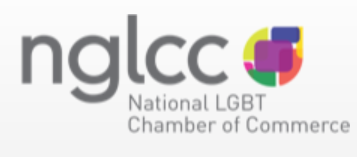 nglcc
National LGBT
Chamber of Commerce